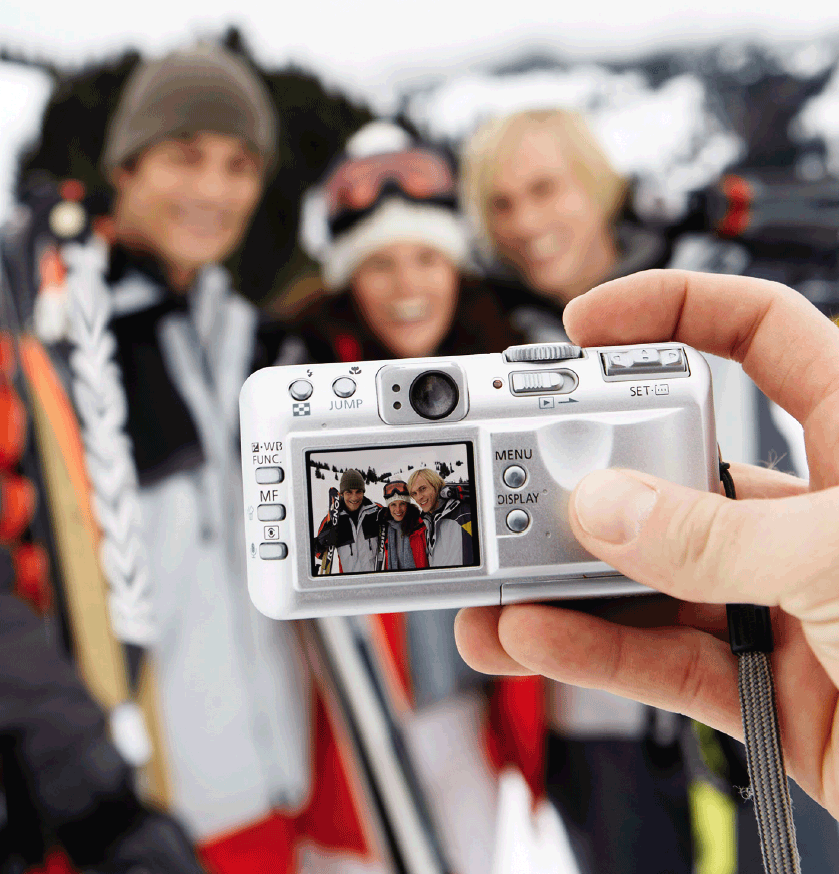 JUMP
SET-
WB
FUNC.
MF
MENU
DISPLAY